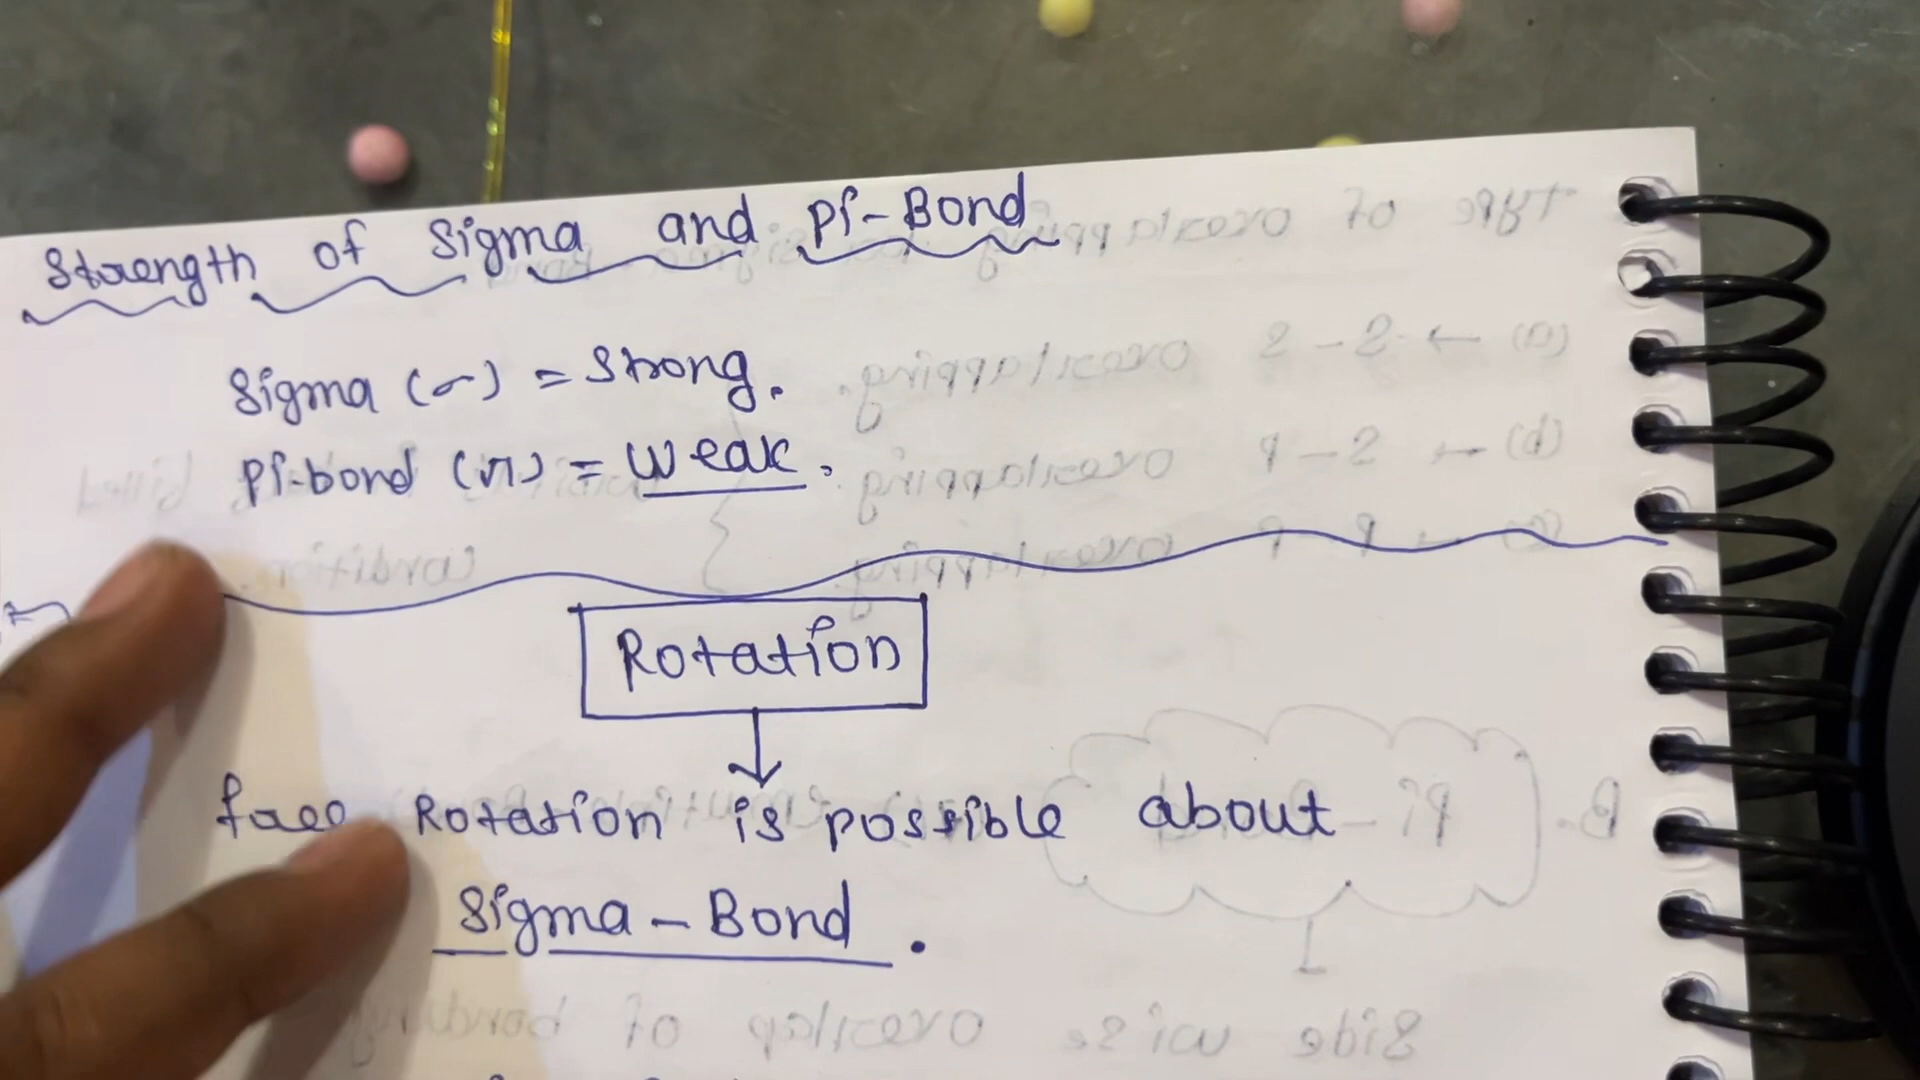 Strength of Sigma and Pi-Bond
Sigma (σ) = Strong.
Pi-bond (π) = Weak.
Rotation
free Rotation is possible about
Sigma-Bond.